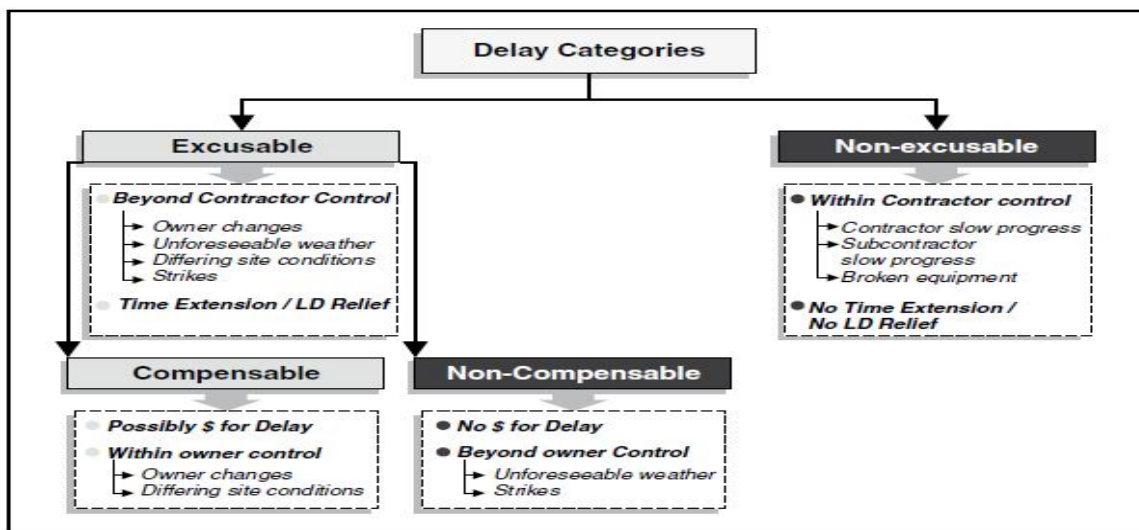 Delay Categories
Excusable
Non-excusable
Beyond Contractor Control
Owner changes
Unforeseeable weather
Differing site conditions
Strikes
Time Extension / LD Relief
Within Contractor control
Contractor slow progress
Subcontractor
slow progress
Broken equipment
No Time Extension /
No LD Relief
Compensable
Non-Compensable
Possibly $ for Delay
Within owner control
Owner changes
Differing site conditions
No $ for Delay
Beyond owner Control
Unforeseeable weather
Strikes